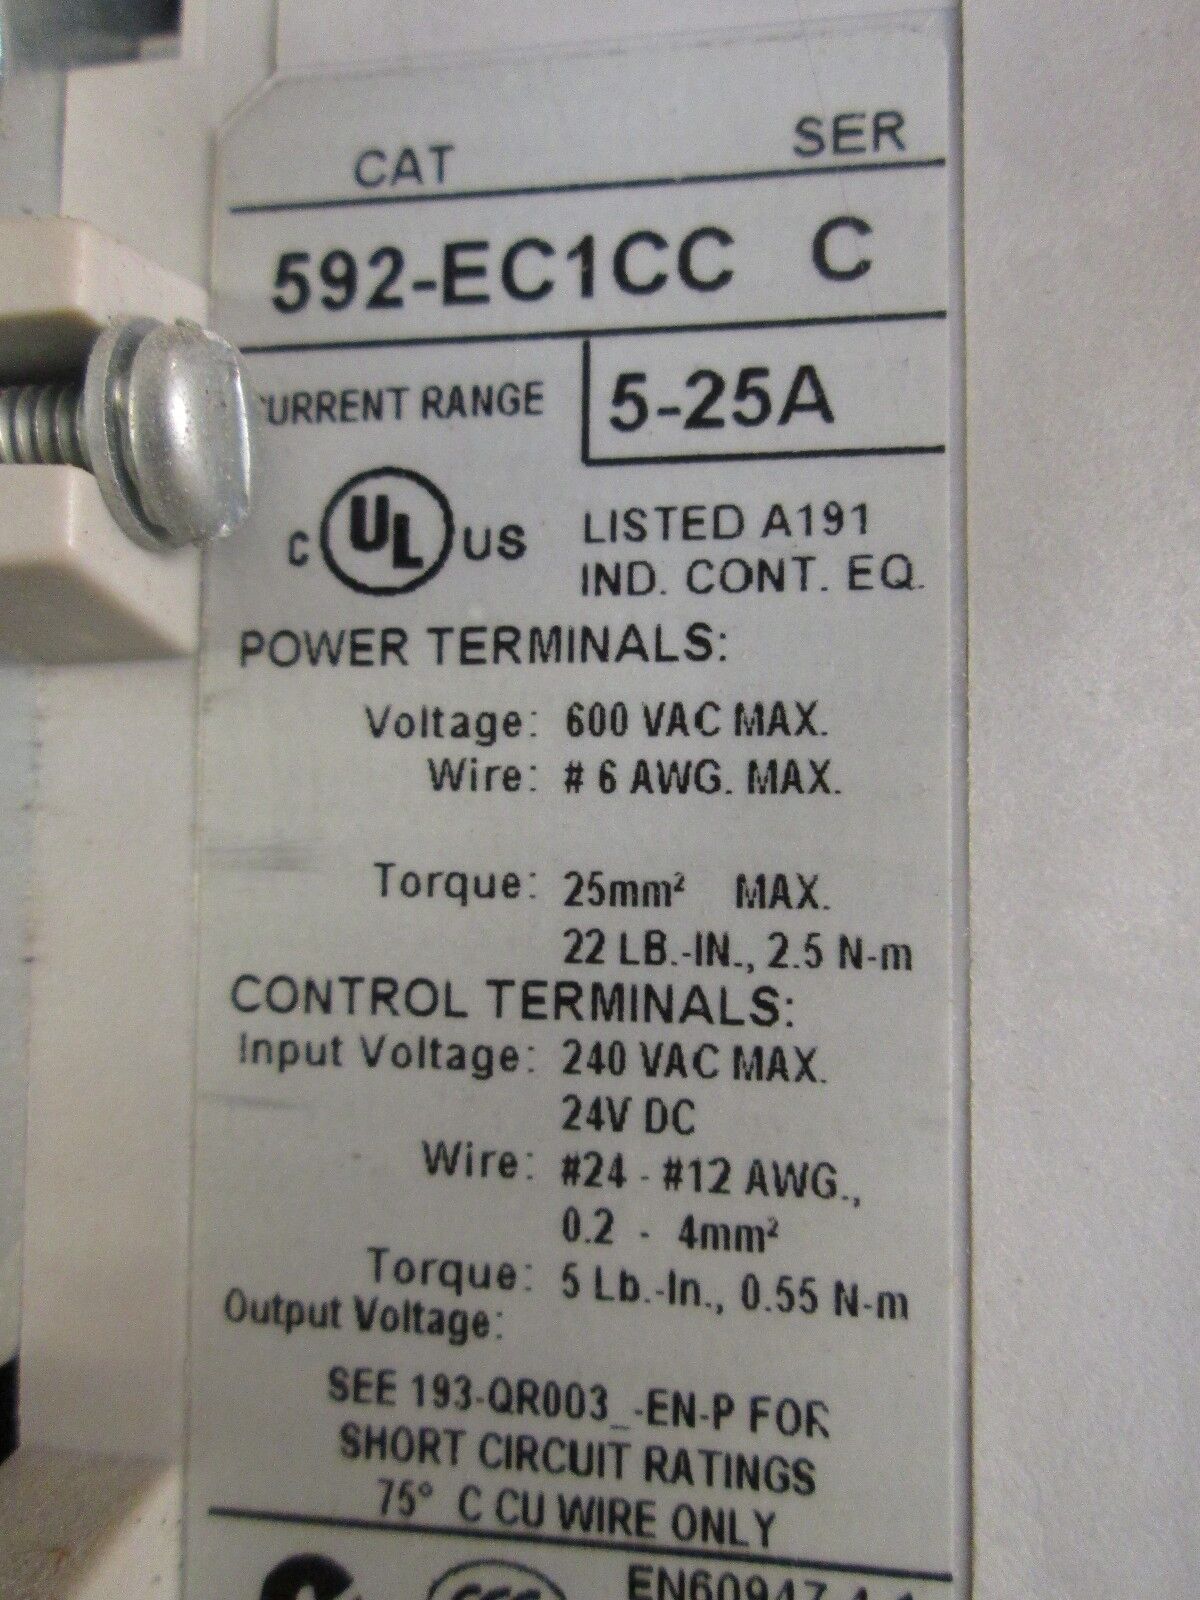 CAT SER
592-EC1CC C
CURRENT RANGE 5-25A
C UL US LISTED A191
IND. CONT. EQ.
POWER TERMINALS:
Voltage: 600 VAC MAX.
Wire: # 6 AWG. MAX.
Torque: 25mm² MAX.
22 LB.-IN., 2.5 N-m
CONTROL TERMINALS:
Input Voltage: 240 VAC MAX.
24V DC
Wire: #24 - #12 AWG.,
0.2 - 4mm²
Torque: 5 Lb.-In., 0.55 N-m
Output Voltage:
SEE 193-QR003_-EN-P FOR
SHORT CIRCUIT RATINGS
75° C CU WIRE ONLY
EN60947-4-1